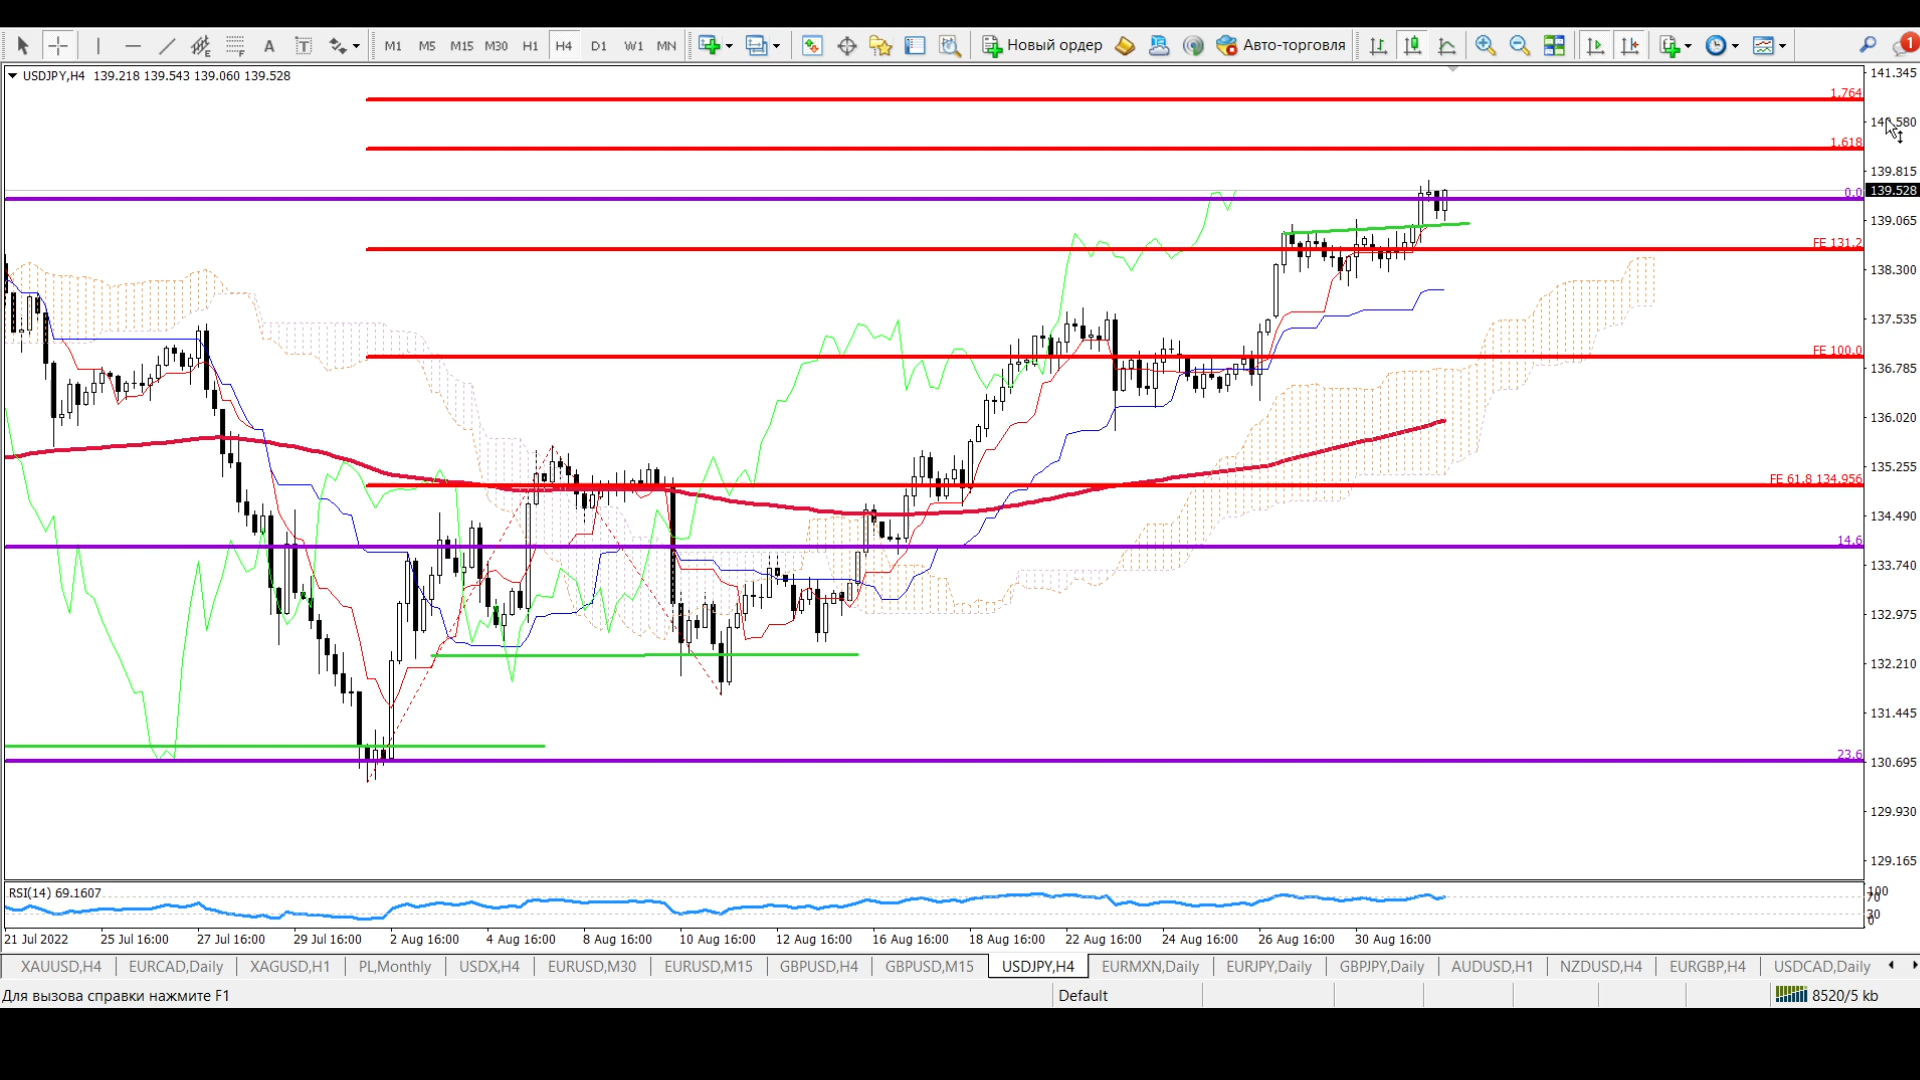 A T M1 M5 M15 M30 H1 H4 D1 W1 MN Новый ордер Авто-торговля 1
USDJPY,H4 139.218 139.543 139.060 139.528
141.345
1.764
1.618
139.815
0.0
139.528
139.065
FE 131.2
138.300
137.535
FE 100.0
136.785
136.020
135.255
FE 61.8 134.956
134.490
14.6
133.740
132.975
132.210
131.445
23.6
130.695
129.930
129.165
RSI(14) 69.1607
100
70
30
0
21 Jul 2022 25 Jul 16:00 27 Jul 16:00 29 Jul 16:00 2 Aug 16:00 4 Aug 16:00 8 Aug 16:00 10 Aug 16:00 12 Aug 16:00 16 Aug 16:00 18 Aug 16:00 22 Aug 16:00 24 Aug 16:00 26 Aug 16:00 30 Aug 16:00
XAUUSD,H4 EURCAD,Daily XAGUSD,H1 PL,Monthly USDX,H4 EURUSD,M30 EURUSD,M15 GBPUSD,H4 GBPUSD,M15 USDJPY,H4 EURMXN,Daily EURJPY,Daily GBPJPY,Daily AUDUSD,H1 NZDUSD,H4 EURGBP,H4 USDCAD,Daily
Для вызова справки нажмите F1 Default 8520/5 kb